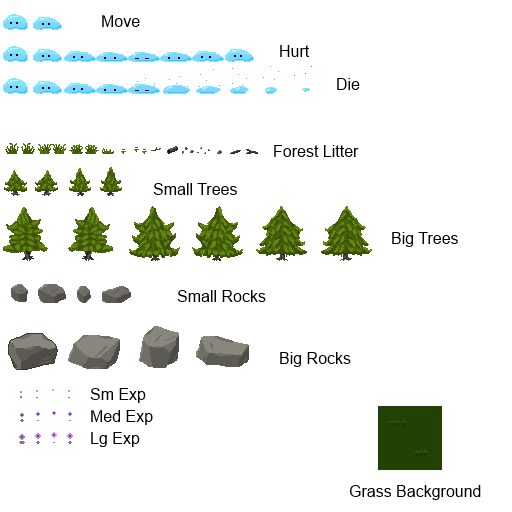 Move
Hurt
Die
Forest Litter
Small Trees
Big Trees
Small Rocks
Big Rocks
Sm Exp
Med Exp
Lg Exp
Grass Background